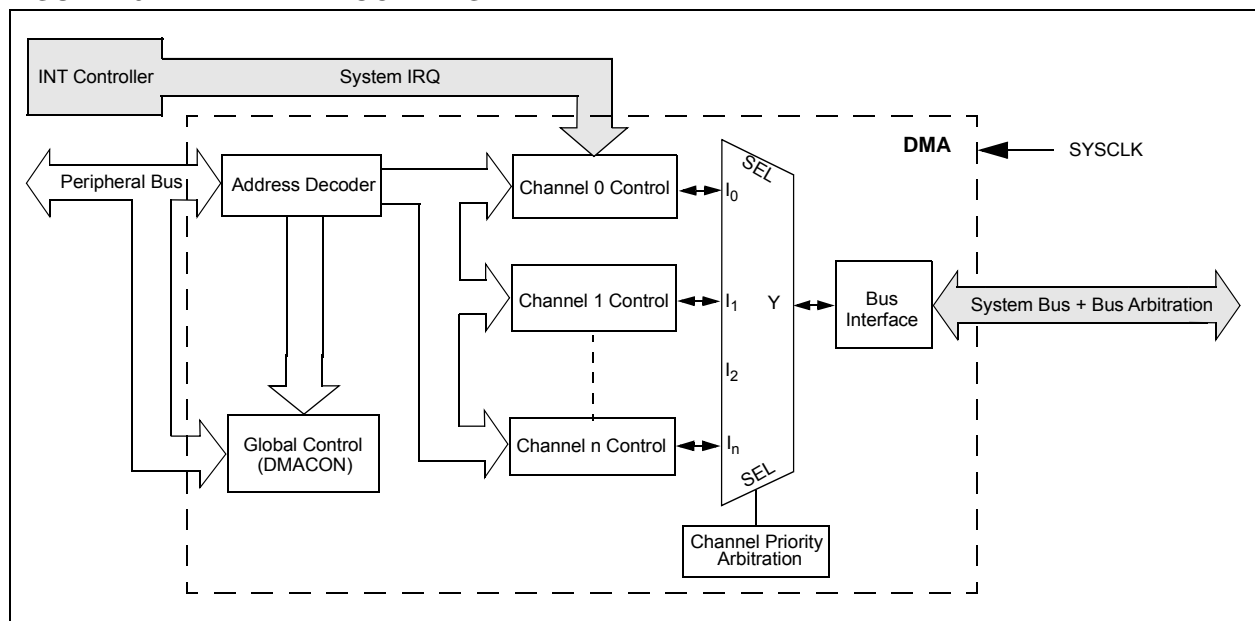 INT Controller
System IRQ
DMA
SYSCLK
Peripheral Bus
Address Decoder
Channel 0 Control
SEL
I0
Channel 1 Control
I1
Y
Bus
Interface
System Bus + Bus Arbitration
I2
Global Control
(DMACON)
Channel n Control
In
SEL
Channel Priority
Arbitration